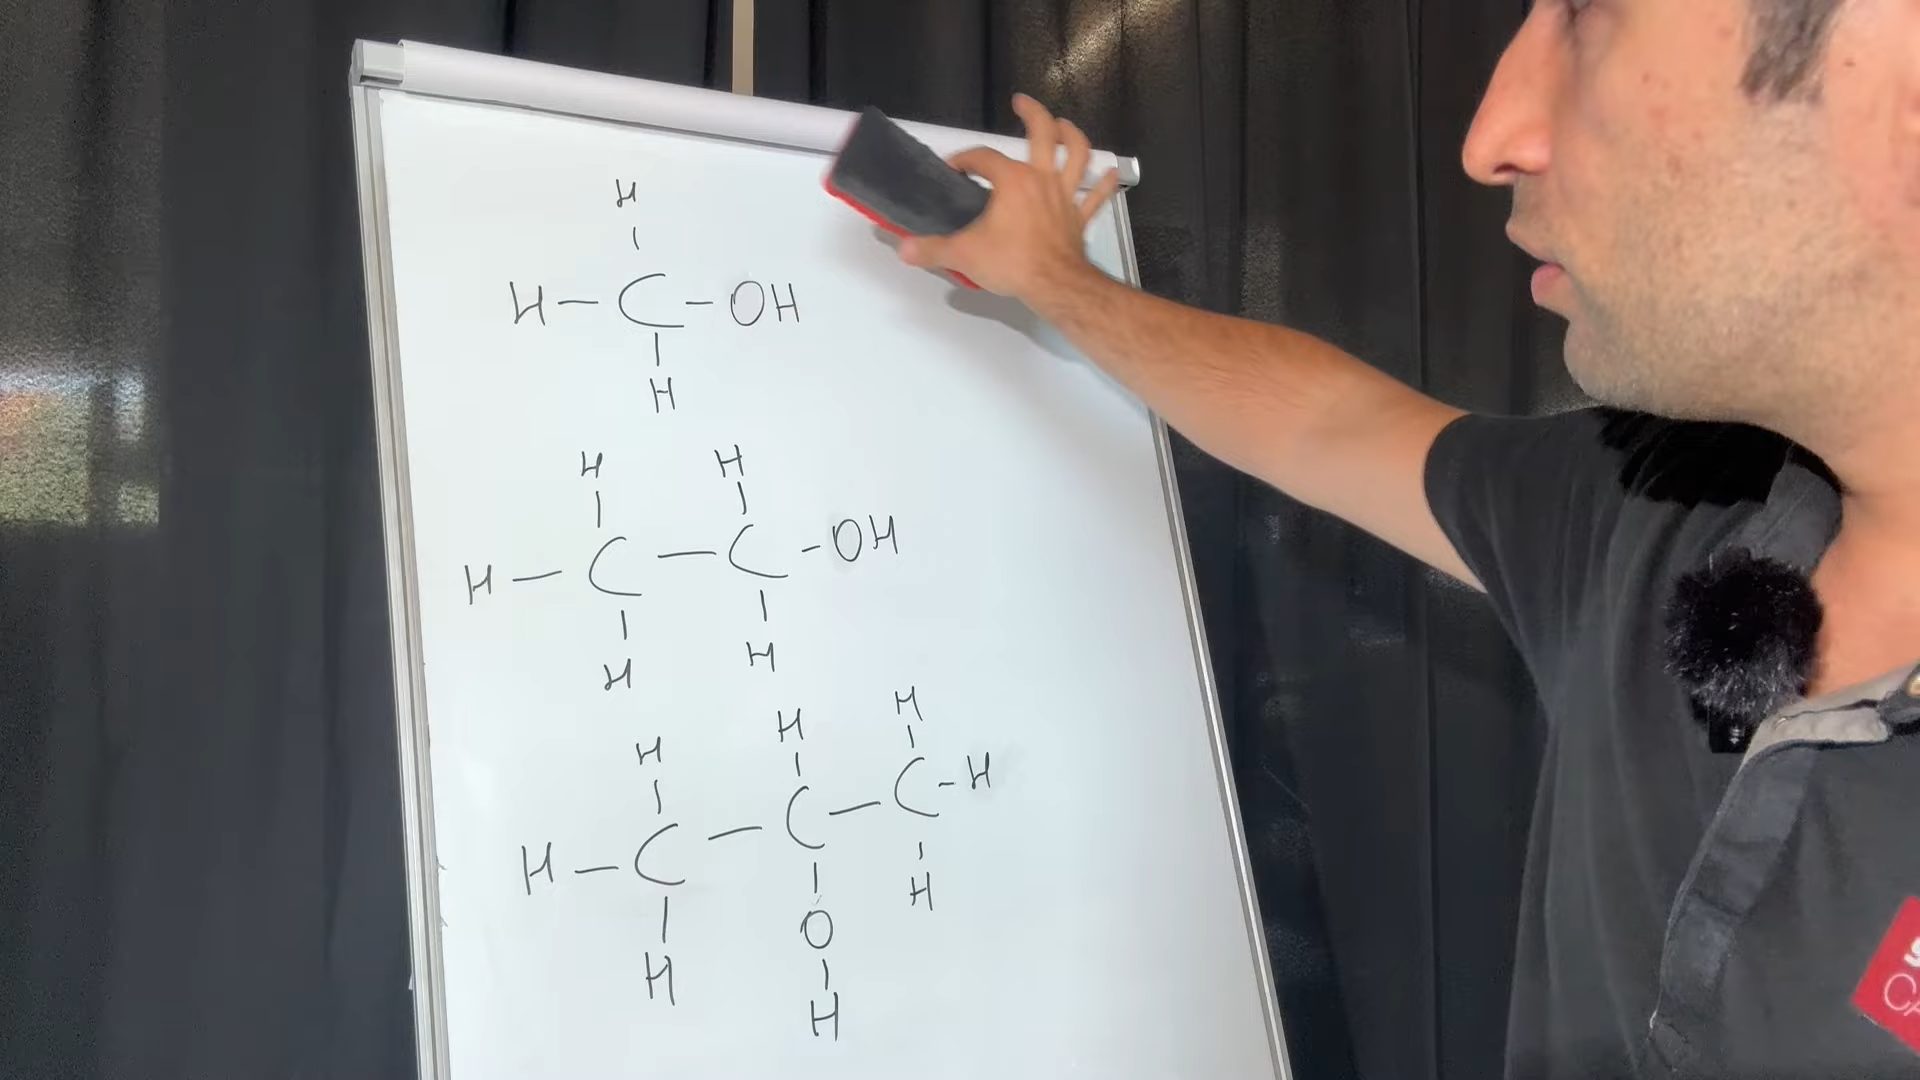 H
H-C-OH
H
H H
H-C-C-OH
H H
H H H
H-C-C-C-H
H O H
H